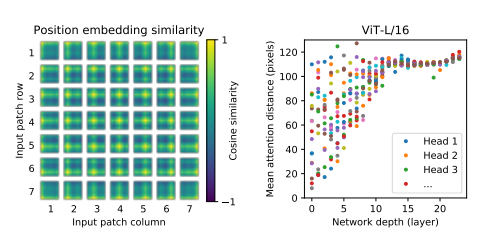 Position embedding similarity
1
2
3
4
5
6
7
Input patch row
1 2 3 4 5 6 7
Input patch column
1
−1
Cosine similarity
ViT-L/16
120
100
80
60
40
20
0
Mean attention distance (pixels)
Head 1
Head 2
Head 3
...
0 5 10 15 20
Network depth (layer)